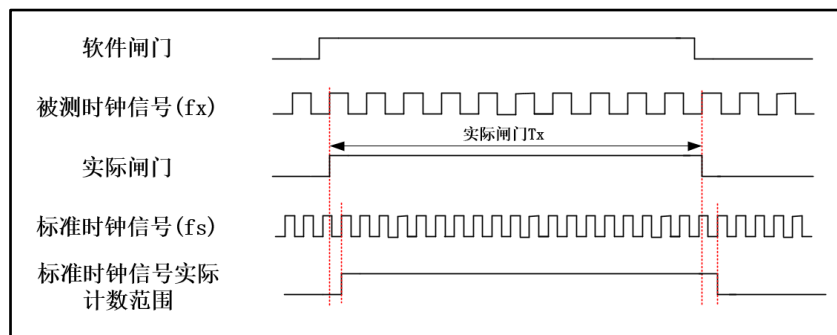 软件闸门
被测时钟信号(fx)
实际闸门Tx
实际闸门
标准时钟信号(fs)
标准时钟信号实际
计数范围